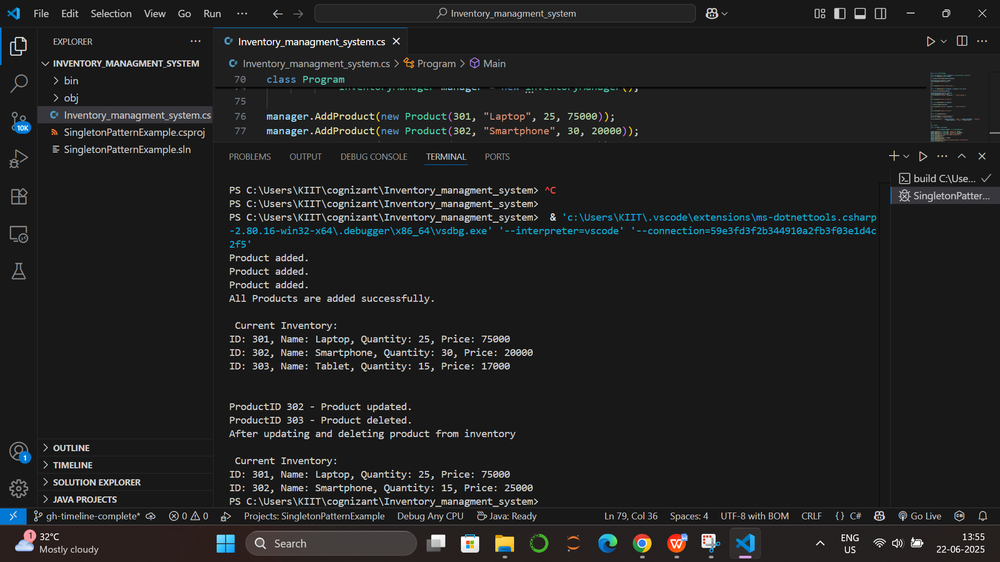 File Edit Selection View Go Run ···
Inventory_managment_system
EXPLORER
INVENTORY_MANAGMENT_SYSTEM
bin
obj
C# Inventory_managment_system.cs
SingletonPatternExample.csproj
SingletonPatternExample.sln
10K
1
OUTLINE
TIMELINE
SOLUTION EXPLORER
JAVA PROJECTS
C# Inventory_managment_system.cs
C# Inventory_managment_system.cs > Program > Main
70 class Program
InventoryManager manager = new InventoryManager();
75
76 manager.AddProduct(new Product(301, "Laptop", 25, 75000));
77 manager.AddProduct(new Product(302, "Smartphone", 30, 20000));
PROBLEMS OUTPUT DEBUG CONSOLE TERMINAL PORTS
build C:\Use...
SingletonPatter...
PS C:\Users\KIIT\cognizant\Inventory_managment_system> ^C
PS C:\Users\KIIT\cognizant\Inventory_managment_system>
PS C:\Users\KIIT\cognizant\Inventory_managment_system>  & 'c:\Users\KIIT\.vscode\extensions\ms-dotnettools.csharp
-2.80.16-win32-x64\.debugger\x86_64\vsdbg.exe' '--interpreter=vscode' '--connection=59e3fd3f2b344910a2fb3f03e1d4c
2f5'
Product added.
Product added.
Product added.
All Products are added successfully.
Current Inventory:
ID: 301, Name: Laptop, Quantity: 25, Price: 75000
ID: 302, Name: Smartphone, Quantity: 30, Price: 20000
ID: 303, Name: Tablet, Quantity: 15, Price: 17000
ProductID 302 - Product updated.
ProductID 303 - Product deleted.
After updating and deleting product from inventory
Current Inventory:
ID: 301, Name: Laptop, Quantity: 25, Price: 75000
ID: 302, Name: Smartphone, Quantity: 15, Price: 25000
PS C:\Users\KIIT\cognizant\Inventory_managment_system>
gh-timeline-complete* 0 0 Projects: SingletonPatternExample Debug Any CPU Java: Ready Ln 79, Col 36 Spaces: 4 UTF-8 with BOM CRLF {} C# Go Live
1
32°C
Mostly cloudy
Search
ENG
US
13:55
22-06-2025